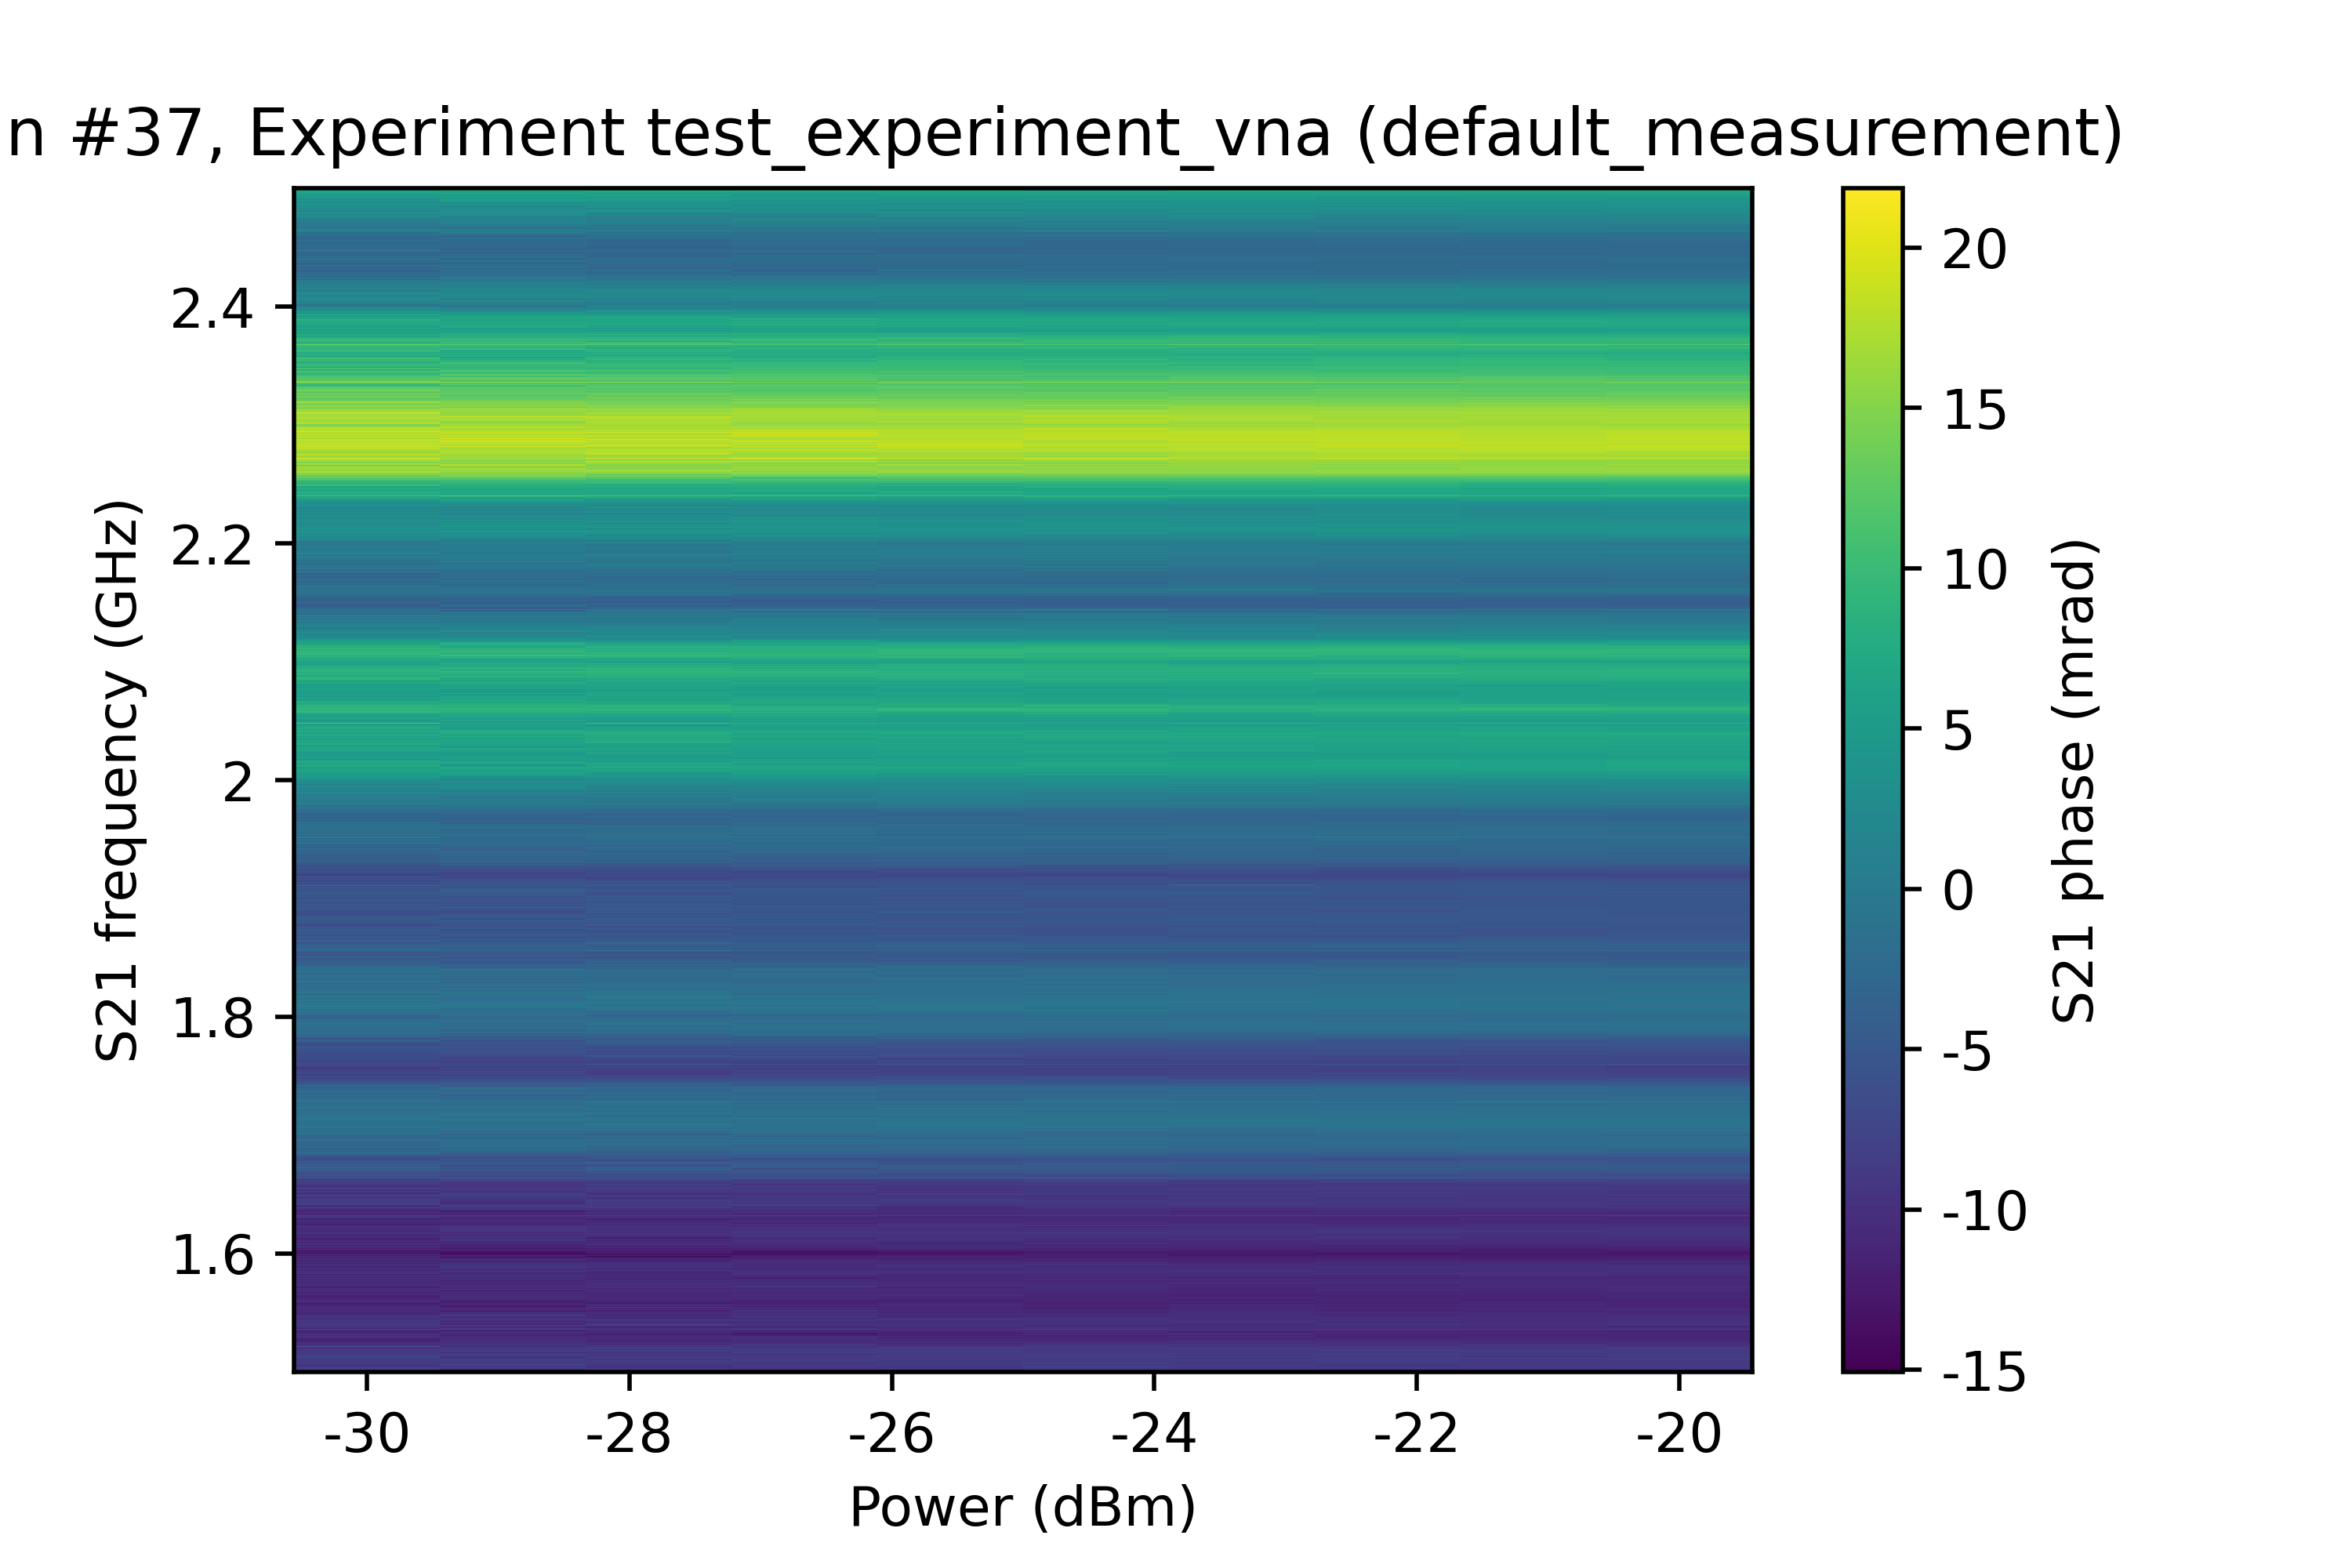 n #37, Experiment test_experiment_vna (default_measurement)
S21 frequency (GHz)
2.4
2.2
2
1.8
1.6
-30 -28 -26 -24 -22 -20
Power (dBm)
20
15
10
5
0
-5
-10
-15
S21 phase (mrad)